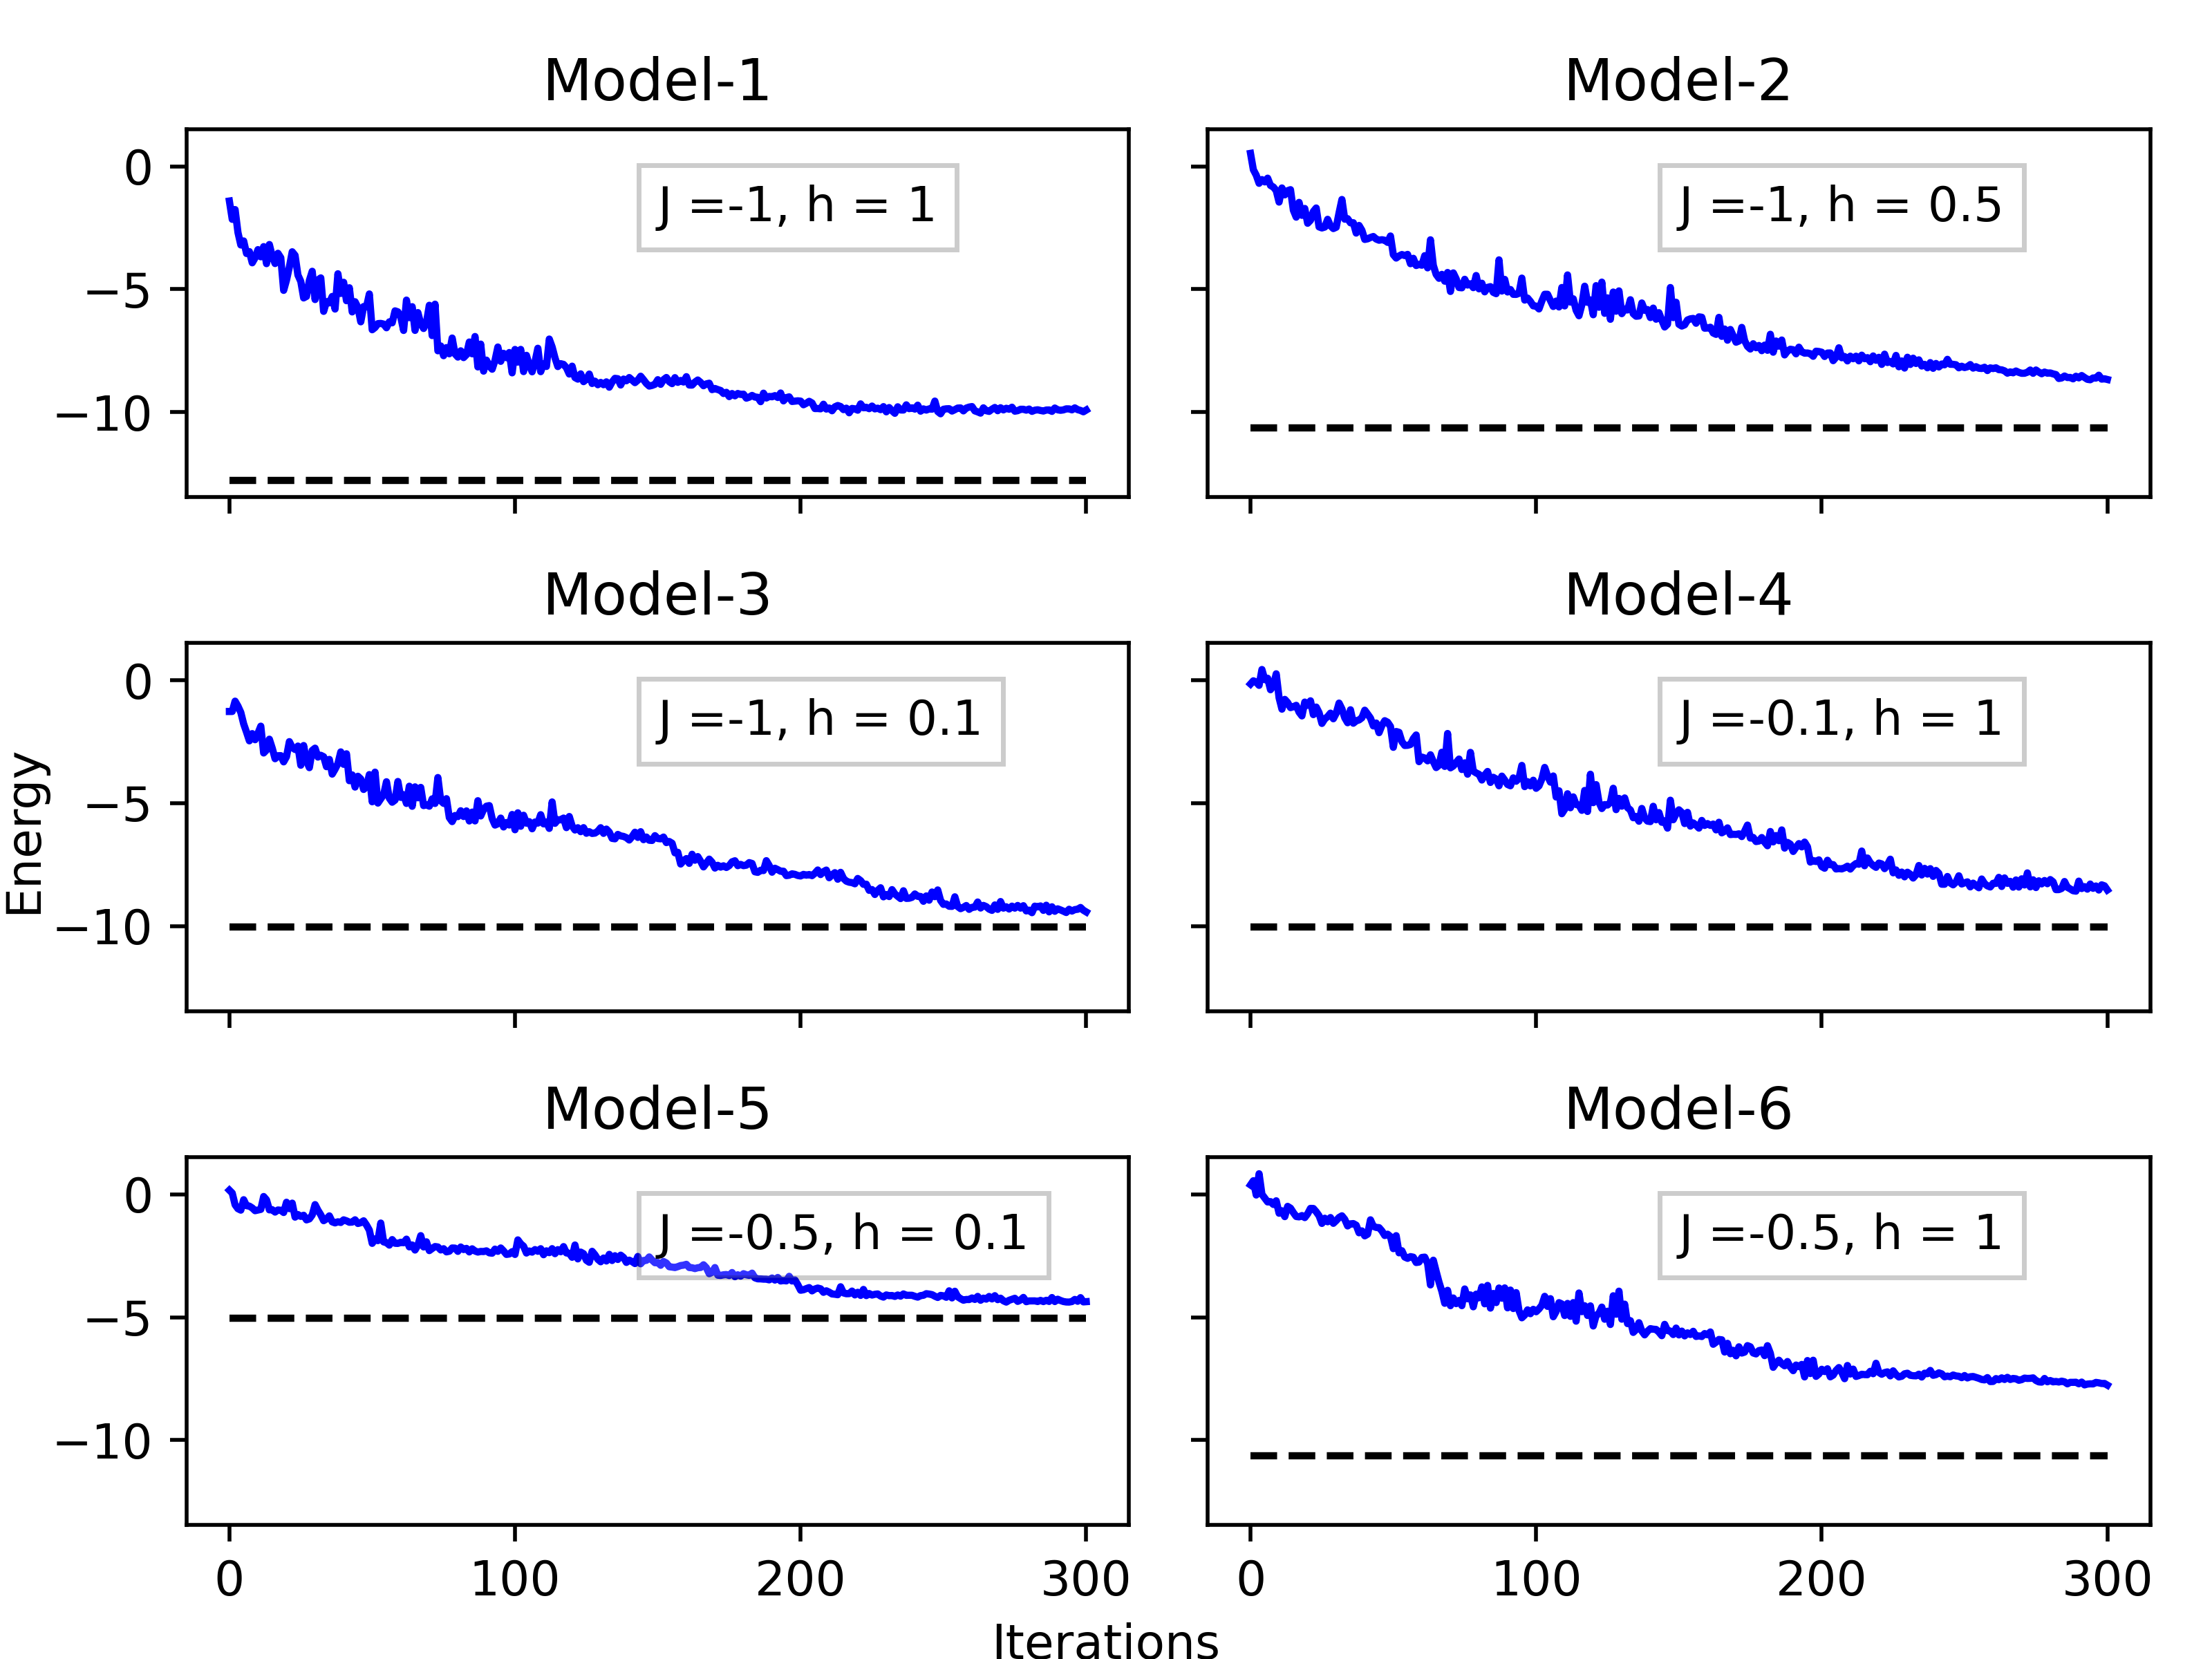 Model-1
Model-2
J =-1, h = 1
J =-1, h = 0.5
0
−5
−10
Model-3
Model-4
J =-1, h = 0.1
J =-0.1, h = 1
0
−5
−10
Energy
Model-5
Model-6
J =-0.5, h = 0.1
J =-0.5, h = 1
0
−5
−10
0 100 200 300
0 100 200 300
Iterations